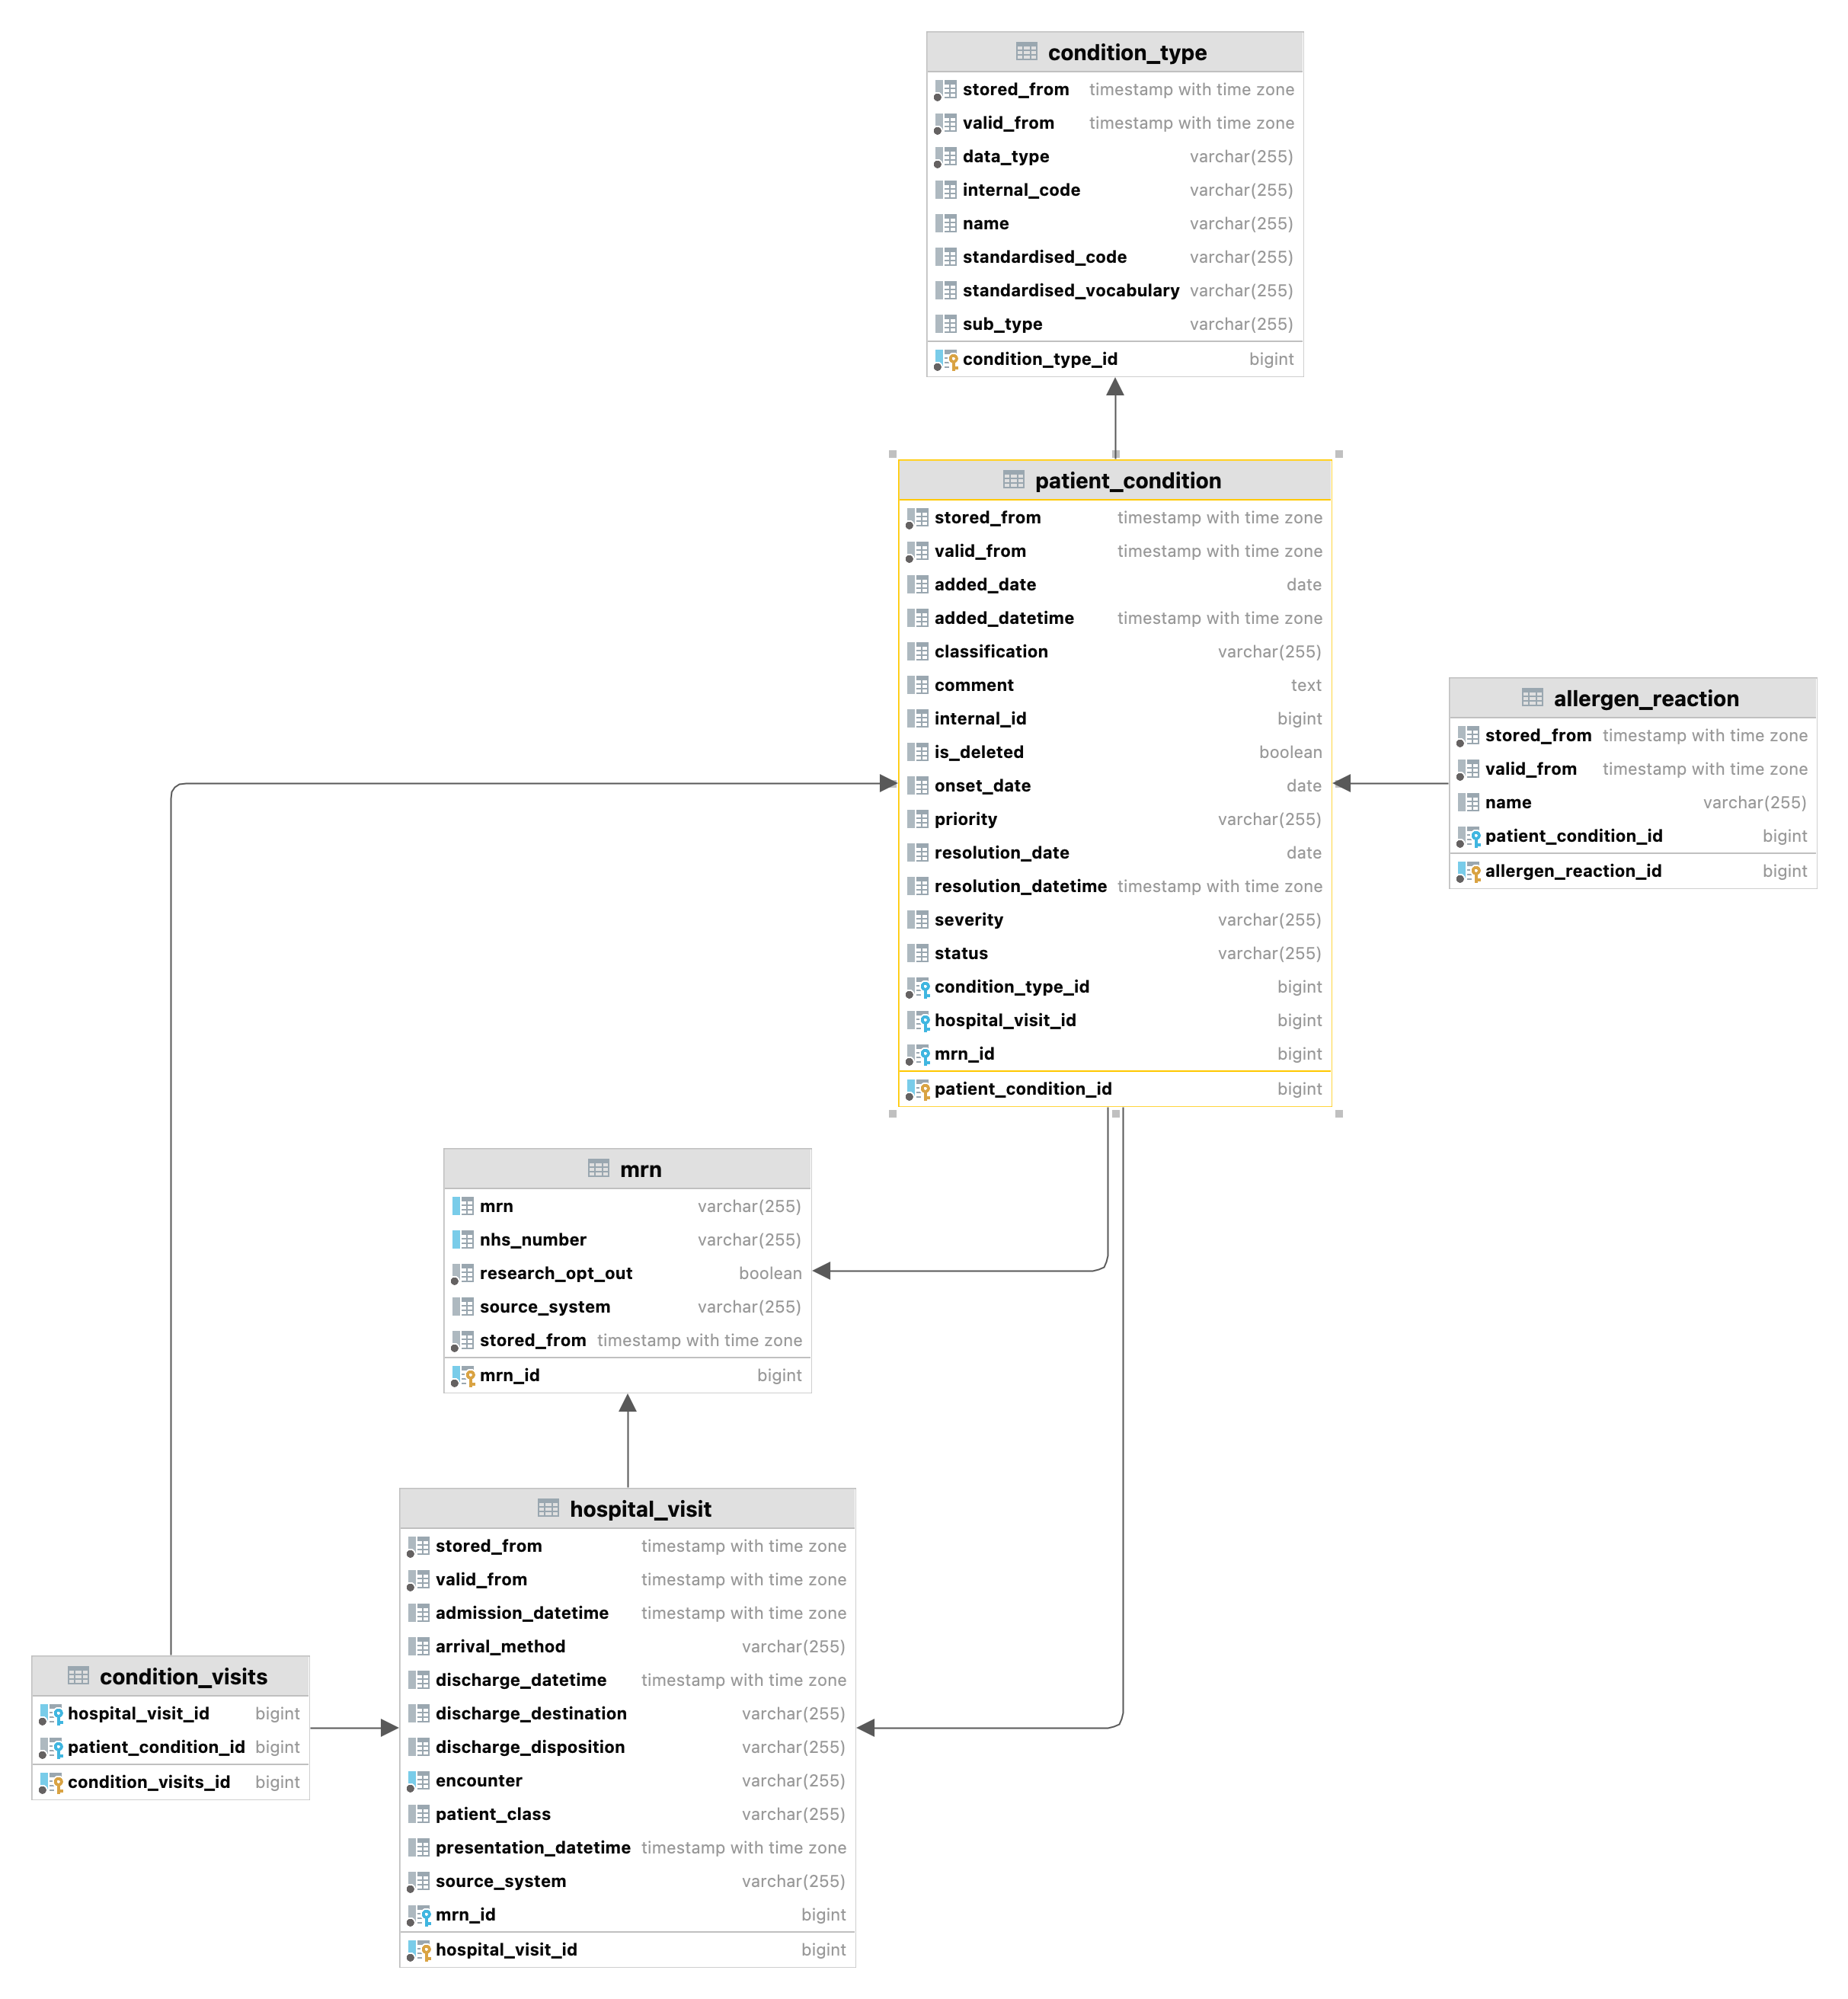 condition_type
stored_from timestamp with time zone
valid_from timestamp with time zone
data_type varchar(255)
internal_code varchar(255)
name varchar(255)
standardised_code varchar(255)
standardised_vocabulary varchar(255)
sub_type varchar(255)
condition_type_id bigint
patient_condition
stored_from timestamp with time zone
valid_from timestamp with time zone
added_date date
added_datetime timestamp with time zone
classification varchar(255)
comment text
internal_id bigint
is_deleted boolean
onset_date date
priority varchar(255)
resolution_date date
resolution_datetime timestamp with time zone
severity varchar(255)
status varchar(255)
condition_type_id bigint
hospital_visit_id bigint
mrn_id bigint
patient_condition_id bigint
allergen_reaction
stored_from timestamp with time zone
valid_from timestamp with time zone
name varchar(255)
patient_condition_id bigint
allergen_reaction_id bigint
mrn
mrn varchar(255)
nhs_number varchar(255)
research_opt_out boolean
source_system varchar(255)
stored_from timestamp with time zone
mrn_id bigint
hospital_visit
stored_from timestamp with time zone
valid_from timestamp with time zone
admission_datetime timestamp with time zone
arrival_method varchar(255)
discharge_datetime timestamp with time zone
discharge_destination varchar(255)
discharge_disposition varchar(255)
encounter varchar(255)
patient_class varchar(255)
presentation_datetime timestamp with time zone
source_system varchar(255)
mrn_id bigint
hospital_visit_id bigint
condition_visits
hospital_visit_id bigint
patient_condition_id bigint
condition_visits_id bigint